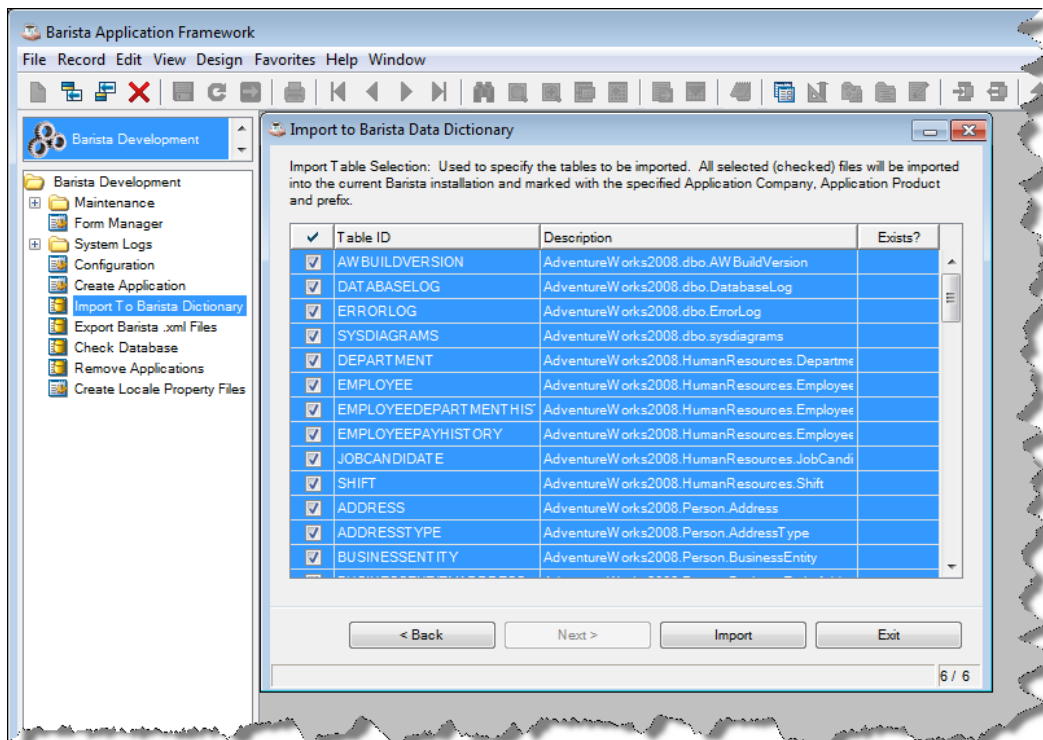 Barista Application Framework
File Record Edit View Design Favorites Help Window
Barista Development
Barista Development
Maintenance
Form Manager
System Logs
Configuration
Create Application
Import To Barista Dictionary
Export Barista .xml Files
Check Database
Remove Applications
Create Locale Property Files
Import to Barista Data Dictionary
Import Table Selection: Used to specify the tables to be imported. All selected (checked) files will be imported
into the current Barista installation and marked with the specified Application Company, Application Product
and prefix.
Table ID Description Exists?
AWBUILDVERSION AdventureWorks2008.dbo.AWBuildVersion
DATABASELOG AdventureWorks2008.dbo.DatabaseLog
ERRORLOG AdventureWorks2008.dbo.ErrorLog
SYSDIAGRAMS AdventureWorks2008.dbo.sysdiagrams
DEPARTMENT AdventureWorks2008.HumanResources.Departme
EMPLOYEE AdventureWorks2008.HumanResources.Employee
EMPLOYEEDEPARTMENTHIST AdventureWorks2008.HumanResources.Employee
EMPLOYEEPAYHISTORY AdventureWorks2008.HumanResources.Employee
JOBCANDIDATE AdventureWorks2008.HumanResources.JobCandi
SHIFT AdventureWorks2008.HumanResources.Shift
ADDRESS AdventureWorks2008.Person.Address
ADDRESSTYPE AdventureWorks2008.Person.AddressType
BUSINESSENTITY AdventureWorks2008.Person.BusinessEntity
< Back Next > Import Exit
6 / 6